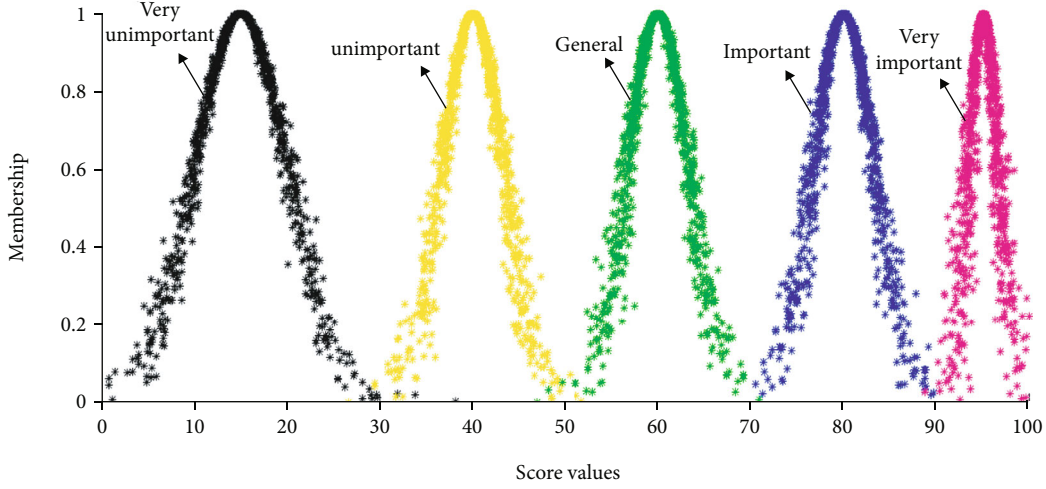 Very
unimportant
unimportant
General
Important
Very
important
1
0.8
0.6
0.4
0.2
0
Membership
0 10 20 30 40 50 60 70 80 90 100
Score values